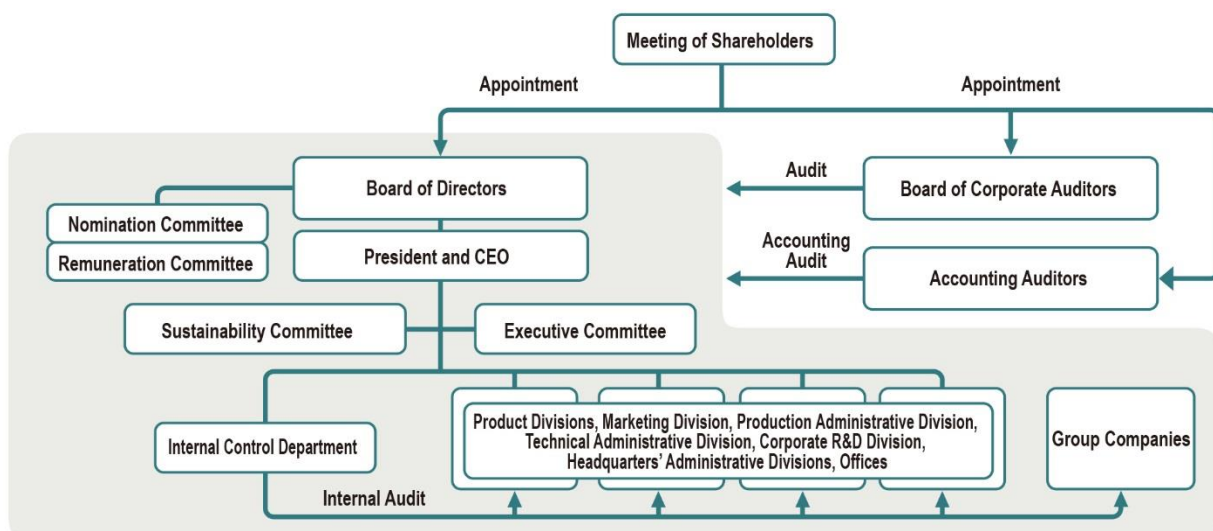 Meeting of Shareholders
Appointment
Appointment
Board of Directors
Audit
Board of Corporate Auditors
Nomination Committee
Remuneration Committee
President and CEO
Accounting
Audit
Accounting Auditors
Sustainability Committee
Executive Committee
Internal Control Department
Product Divisions, Marketing Division, Production Administrative Division,
Technical Administrative Division, Corporate R&D Division,
Headquarters' Administrative Divisions, Offices
Group Companies
Internal Audit